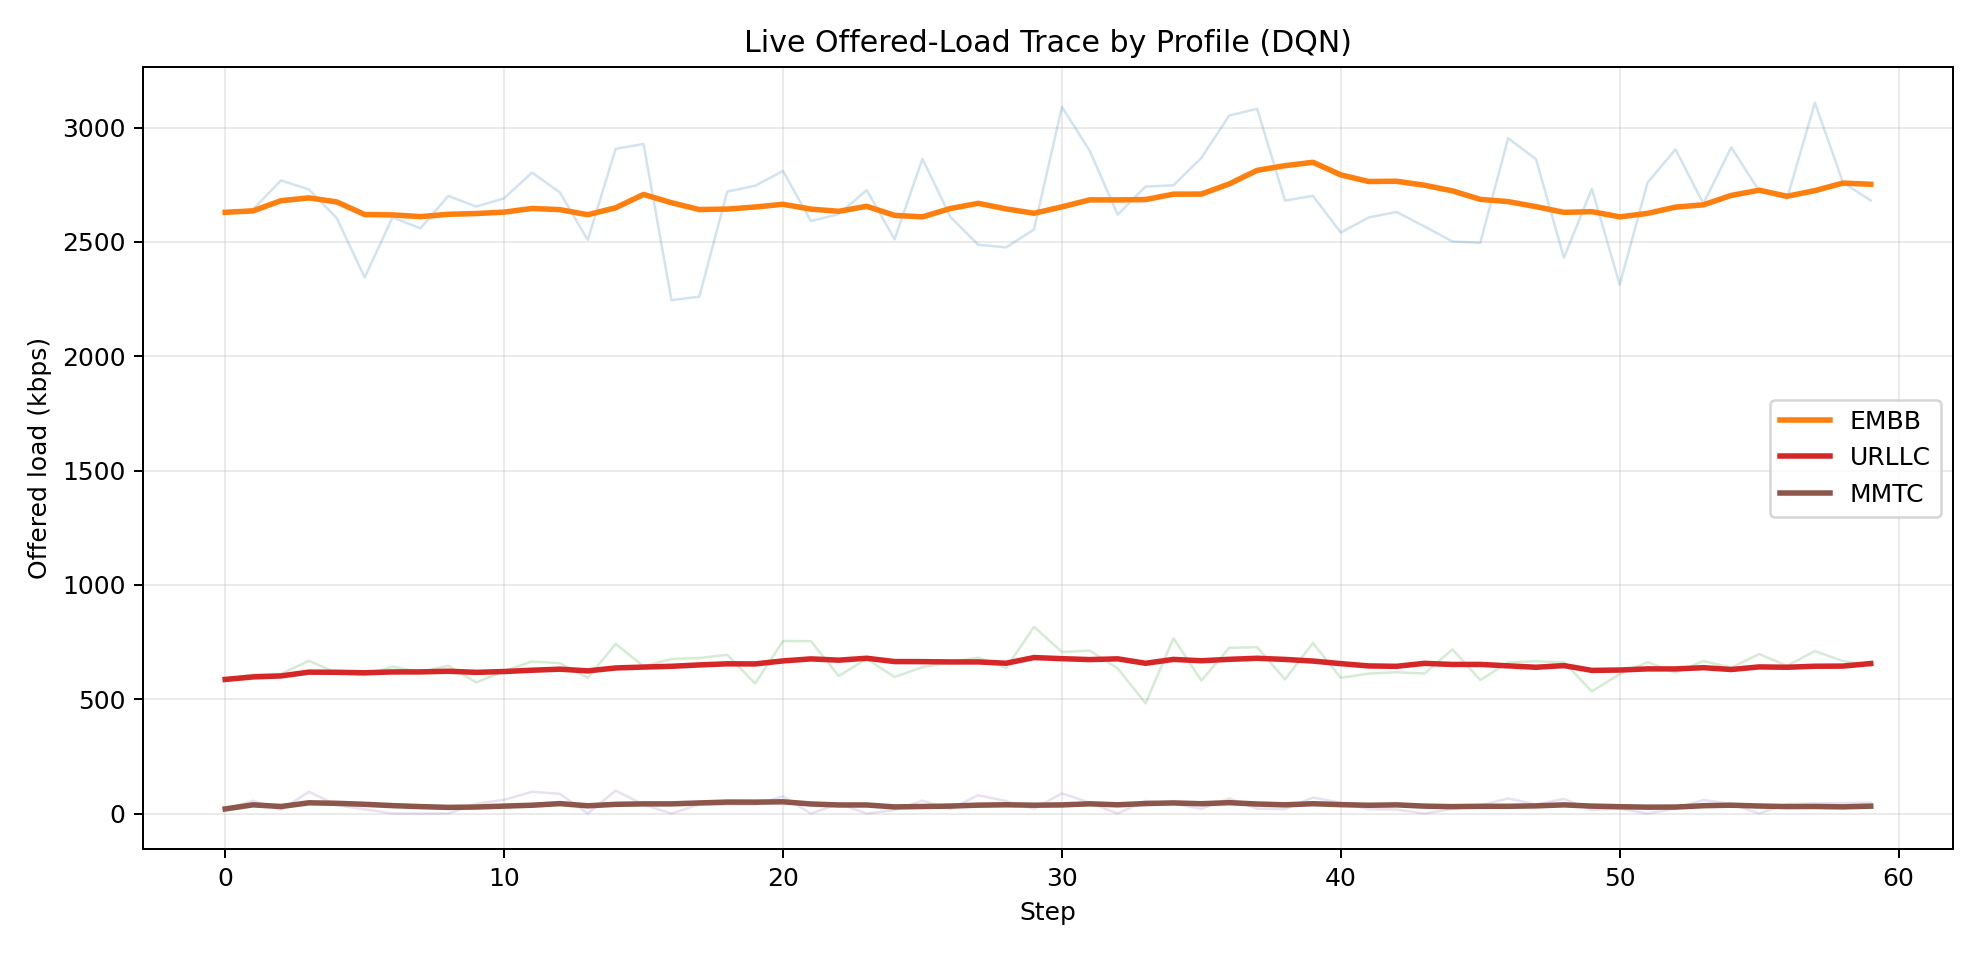 Live Offered-Load Trace by Profile (DQN)
Offered load (kbps)
3000
2500
2000
1500
1000
500
0
EMBB
URLLC
MMTC
0 10 20 30 40 50 60
Step